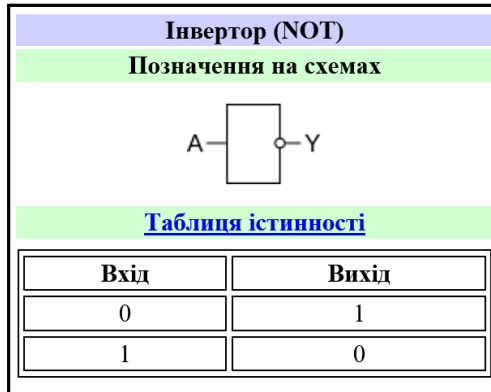 Інвертор (NOT)
Позначення на схемах
A Y
Таблиця істинності
Вхід Вихід
0 1
1 0